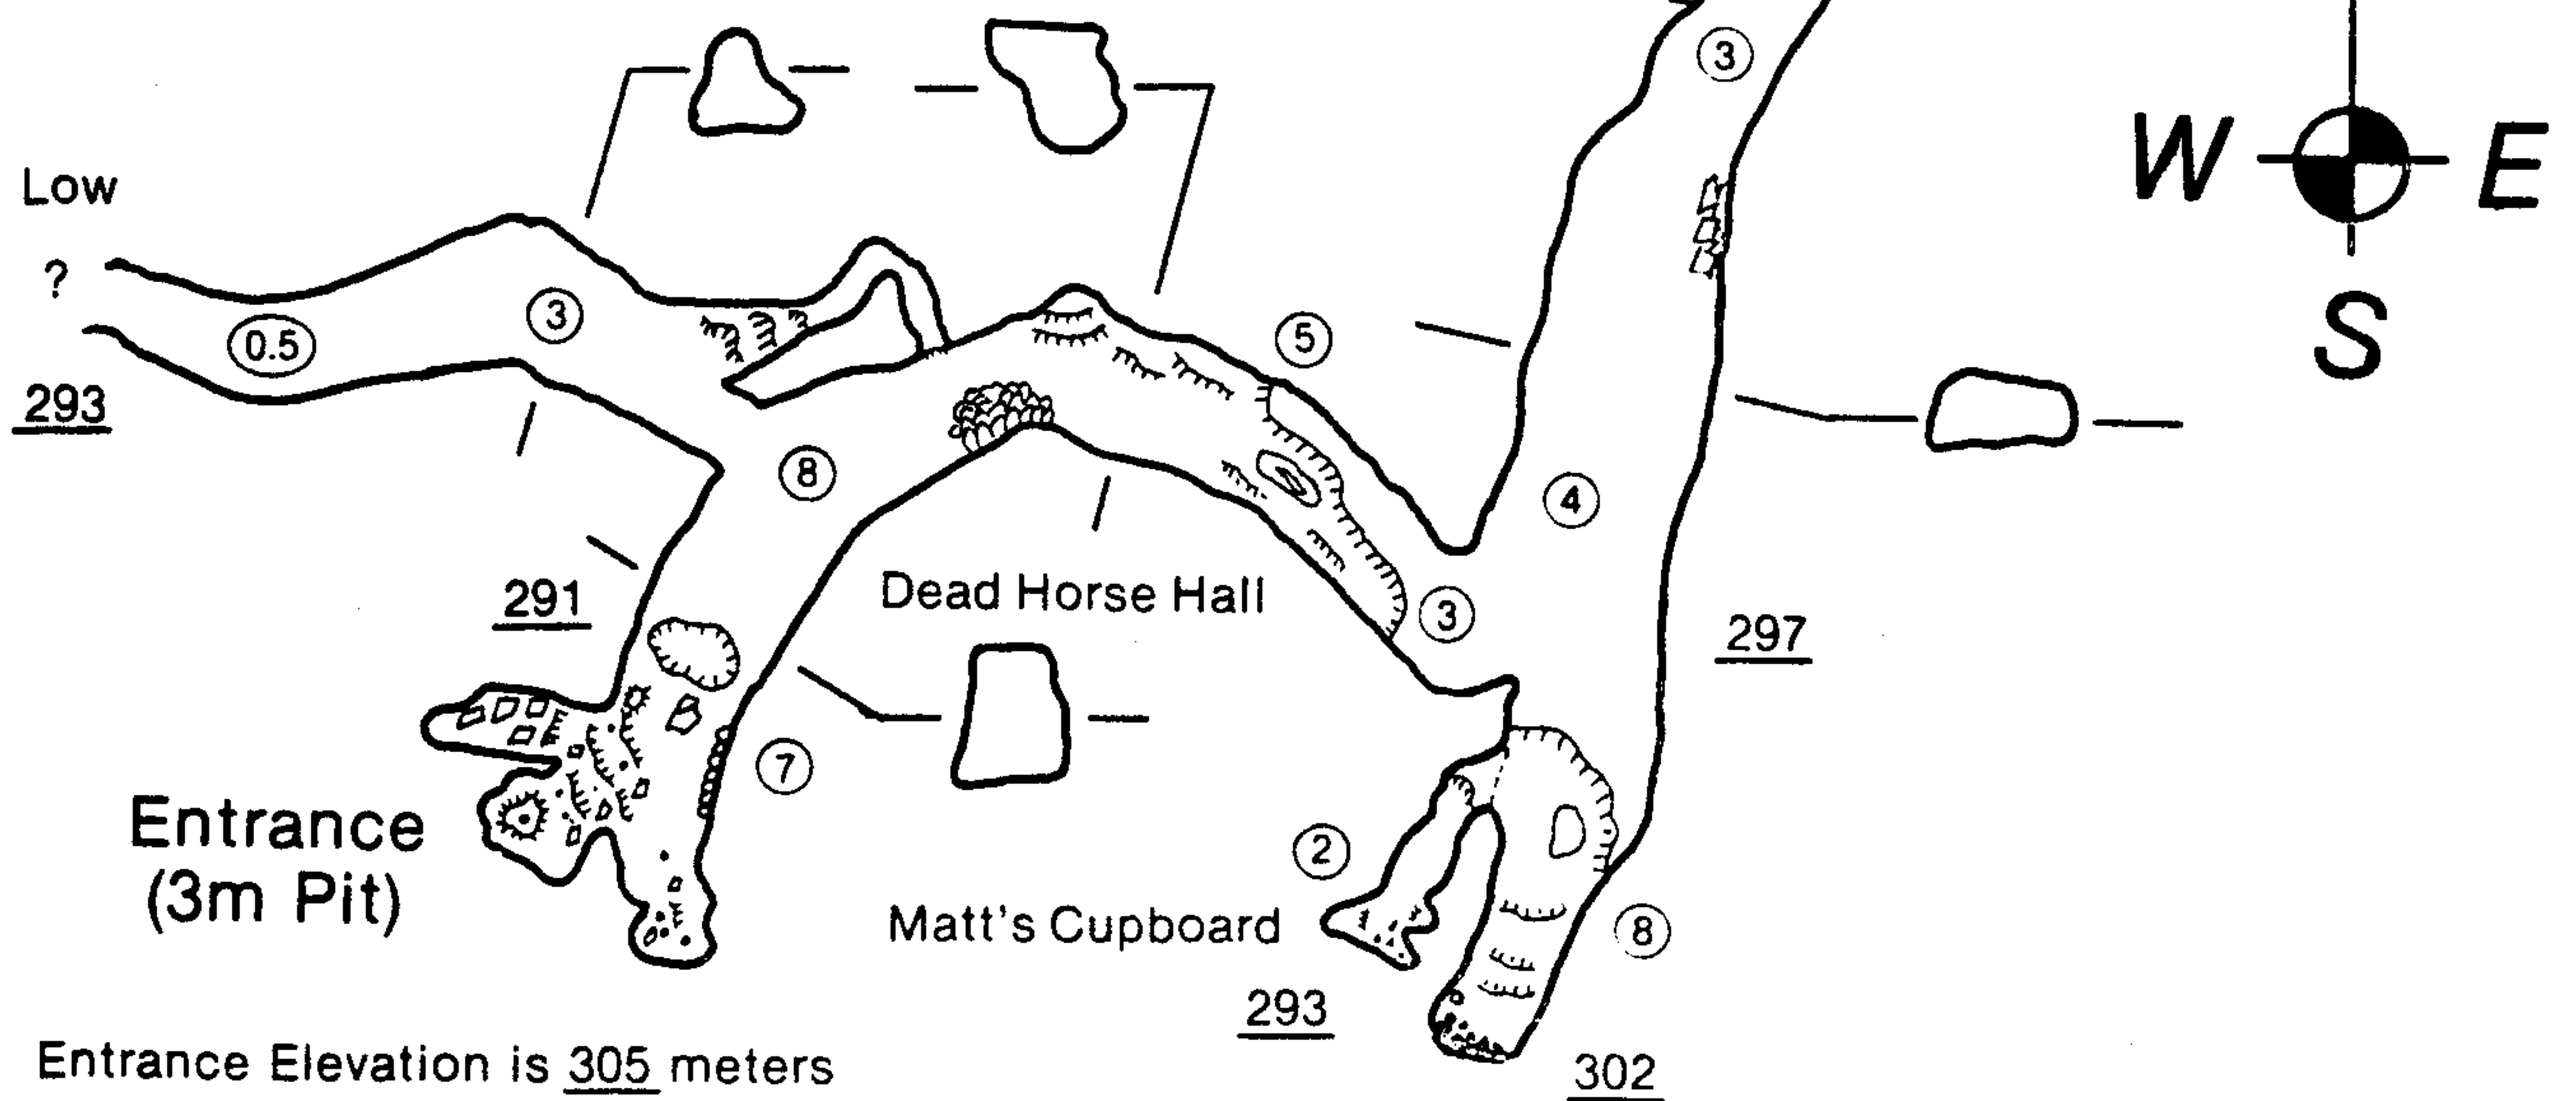 3
W E
S
Low
?
0.5
3
5
293
8
4
291
Dead Horse Hall
3
297
7
Entrance
(3m Pit)
2
Matt's Cupboard
8
293
Entrance Elevation is 305 meters
302